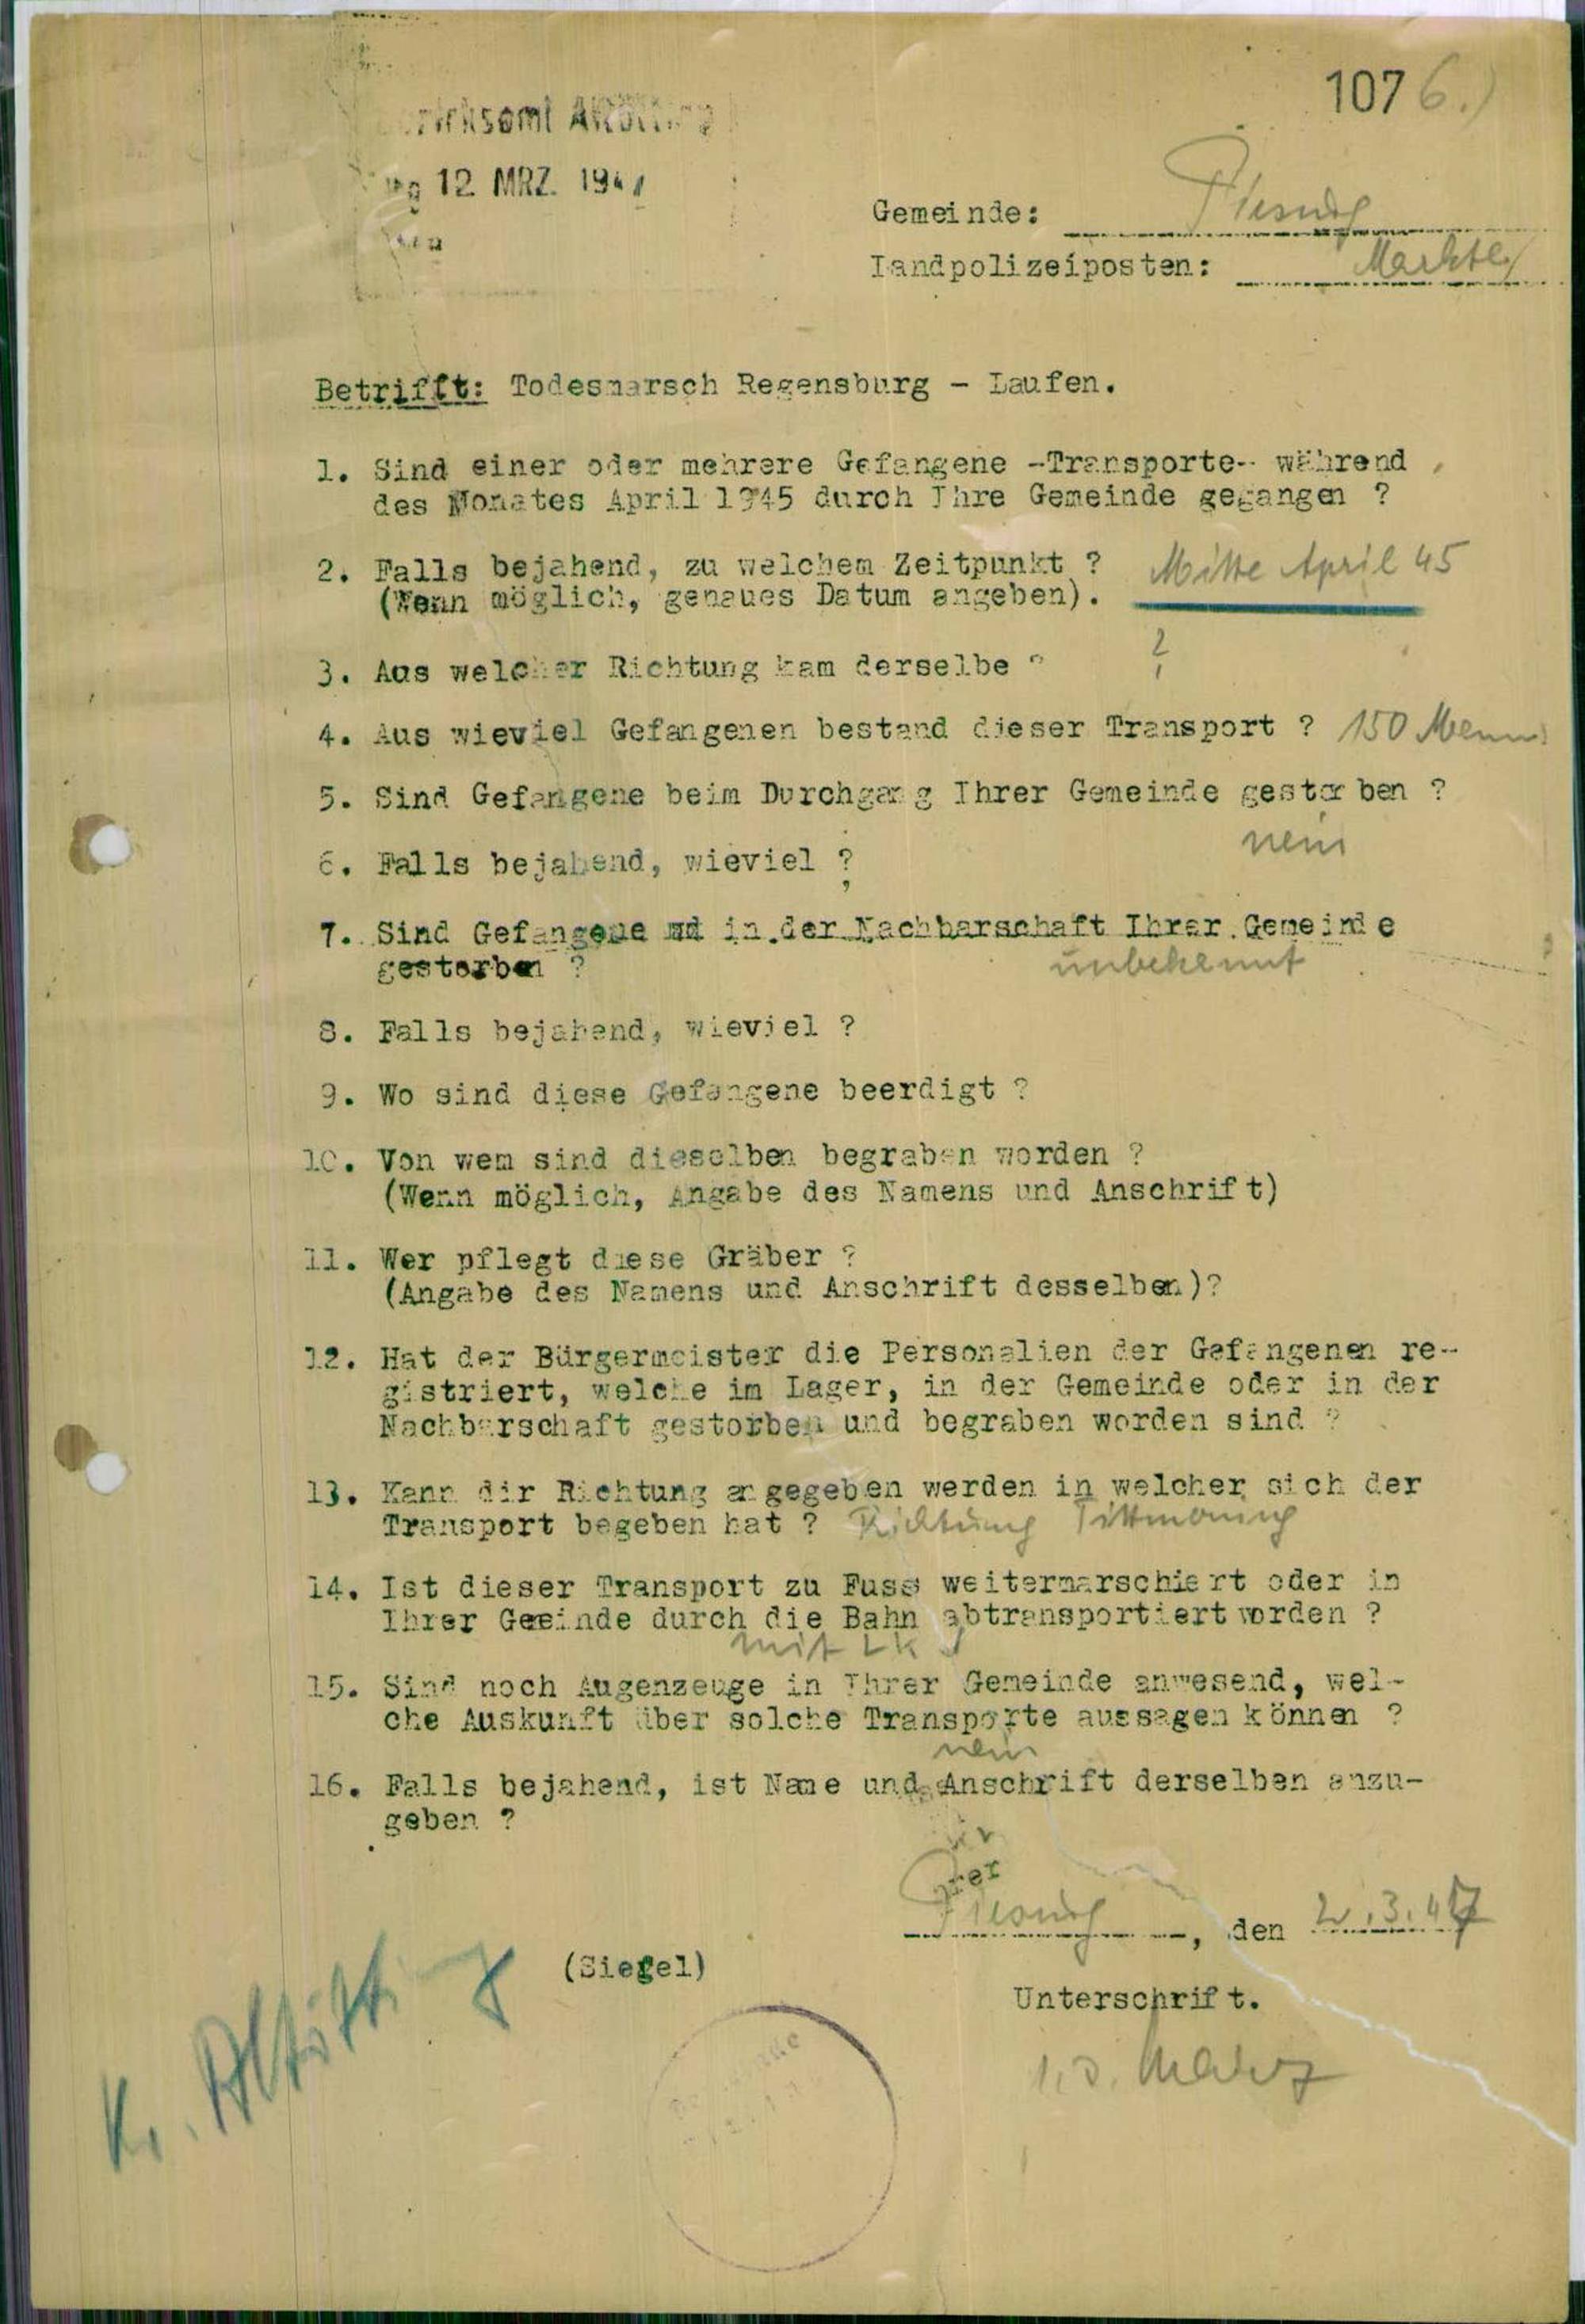 107 6.)
12 MRZ. 194
Gemeinde: Piesing
Landpolizeiposten: Marktl
Betrifft: Todesmarsch Regensburg - Laufen.
1. Sind einer oder mehrere Gefangene -Transporte- während
des Monates April 1945 durch Ihre Gemeinde gegangen ?
2. Falls bejahend, zu welchem Zeitpunkt ? Mitte April 45
(Wenn möglich, genaues Datum angeben).
3. Aus welcher Richtung kam derselbe ? ?
4. Aus wieviel Gefangenen bestand dieser Transport ? 150 Mann
5. Sind Gefangene beim Durchgang Ihrer Gemeinde gestorben ?
nein
6. Falls bejahend, wieviel ?
7. Sind Gefangene in der Nachbarschaft Ihrer Gemeinde
gestorben ? unbekannt
8. Falls bejahend, wieviel ?
9. Wo sind diese Gefangene beerdigt ?
10. Von wem sind dieselben begraben worden ?
(Wenn möglich, Angabe des Namens und Anschrift)
11. Wer pflegt diese Gräber ?
(Angabe des Namens und Anschrift desselben)?
12. Hat der Bürgermeister die Personalien der Gefangenen re-
gistriert, welche im Lager, in der Gemeinde oder in der
Nachbarschaft gestorben und begraben worden sind ?
13. Kann dir Richtung angegeben werden in welcher sich der
Transport begeben hat ? Richtung Tittmoning
14. Ist dieser Transport zu Fuss weitermarschiert oder in
Ihrer Gemeinde durch die Bahn abtransportiert worden ?
mit
15. Sind noch Augenzeuge in Ihrer Gemeinde anwesend, wel-
che Auskunft über solche Transporte aussagen können ?
nein
16. Falls bejahend, ist Name und Anschrift derselben anzu-
geben ?
Piesing, den 2.3.47
(Siegel)
Unterschrift.
Kr. Altötting